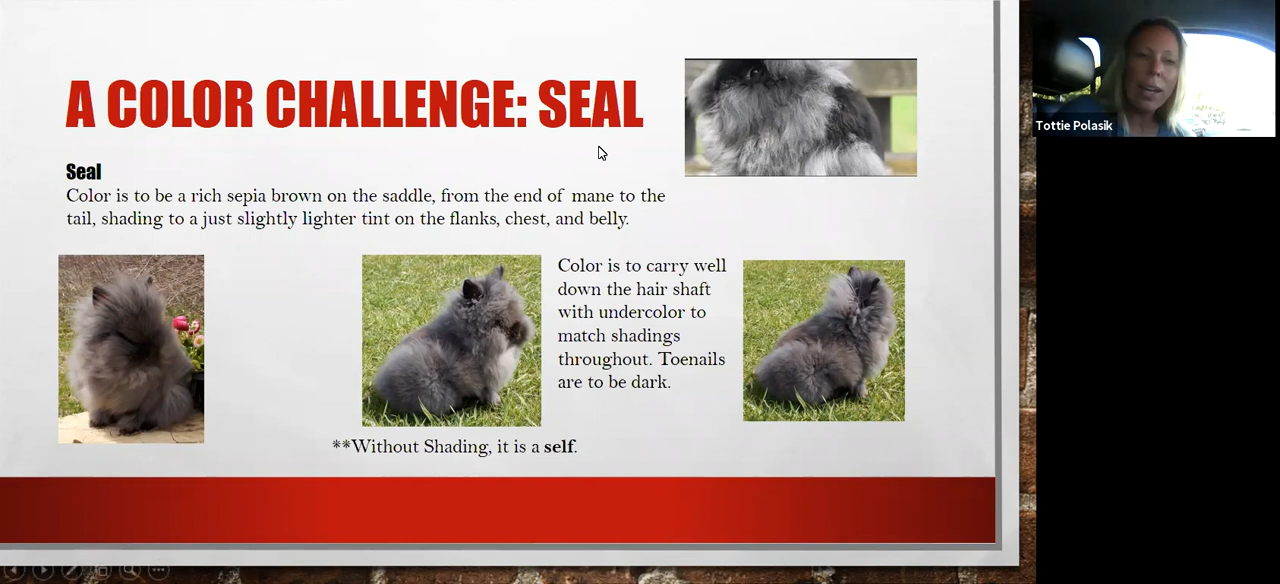 A COLOR CHALLENGE: SEAL
Seal
Color is to be a rich sepia brown on the saddle, from the end of mane to the
tail, shading to a just slightly lighter tint on the flanks, chest, and belly.
Color is to carry well
down the hair shaft
with undercolor to
match shadings
throughout. Toenails
are to be dark.
**Without Shading, it is a self.
Tottie Polasik